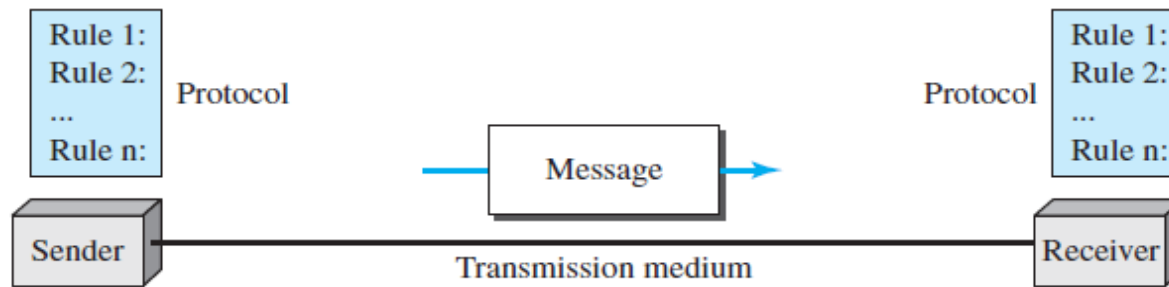 Rule 1:
Rule 2:
...
Rule n:
Protocol
Protocol
Rule 1:
Rule 2:
...
Rule n:
Message
Sender
Transmission medium
Receiver